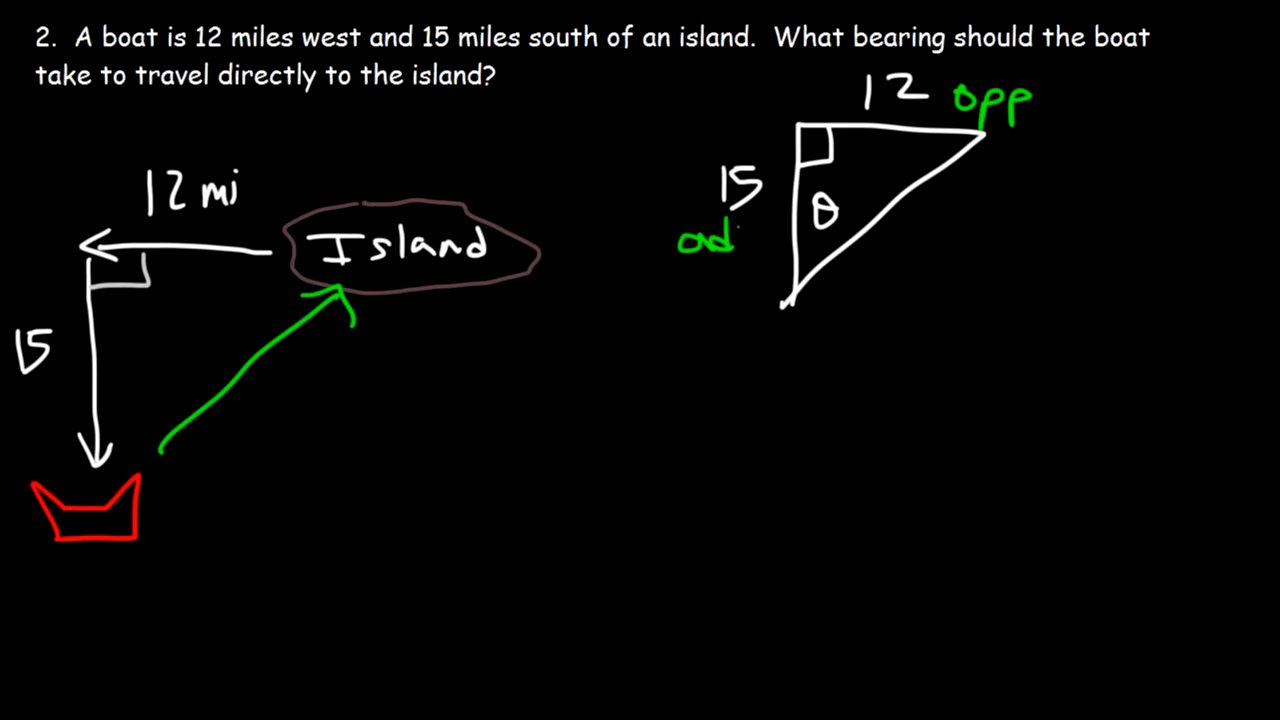 2. A boat is 12 miles west and 15 miles south of an island. What bearing should the boat
take to travel directly to the island?
12 opp
12 mi
15
Island
θ
ad
15